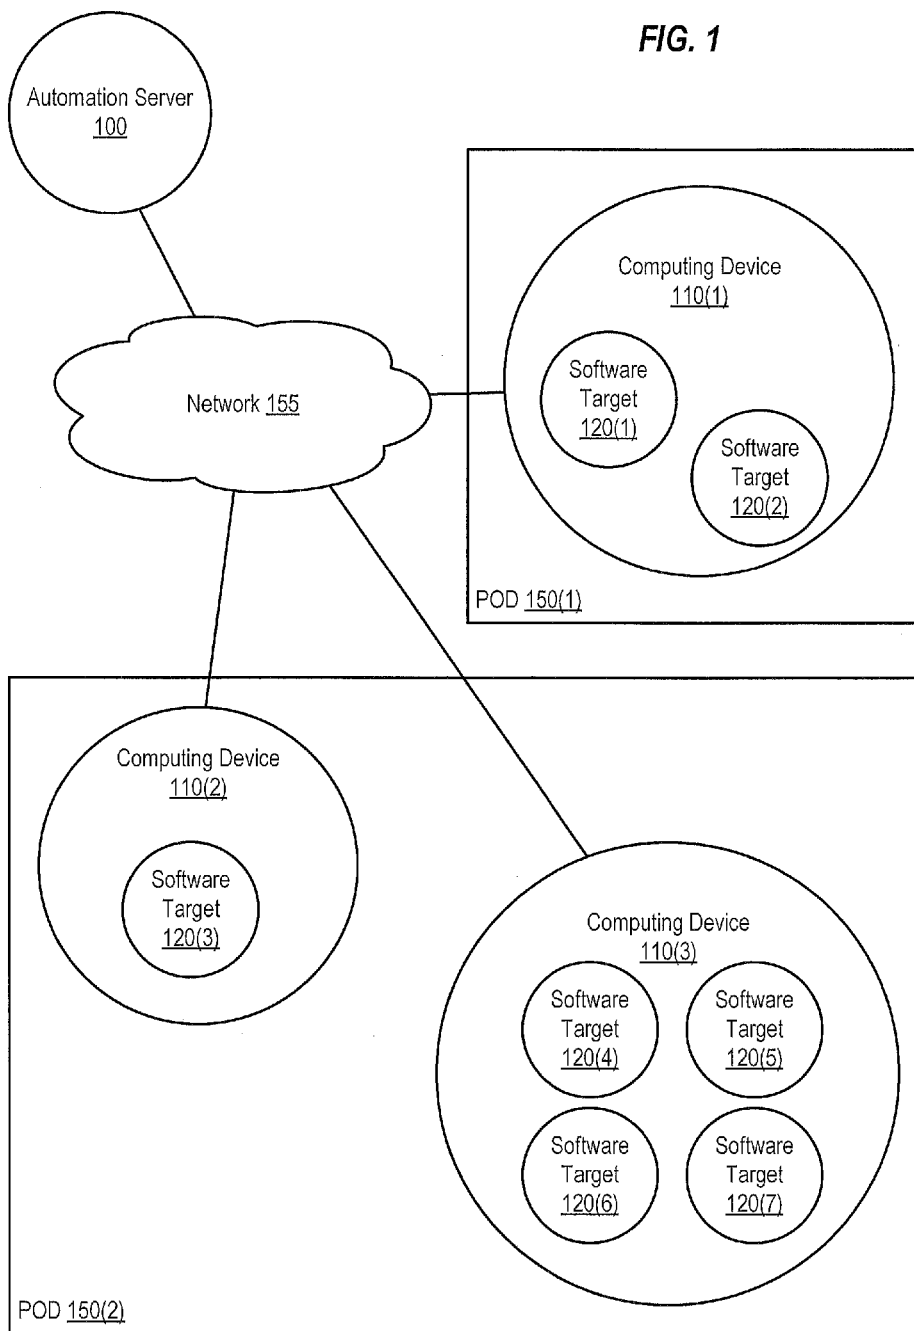 FIG. 1
Automation Server
100
Computing Device
110(1)
Software
Target
120(1)
Software
Target
120(2)
POD 150(1)
Network 155
Computing Device
110(2)
Software
Target
120(3)
Computing Device
110(3)
Software
Target
120(4)
Software
Target
120(5)
Software
Target
120(6)
Software
Target
120(7)
POD 150(2)